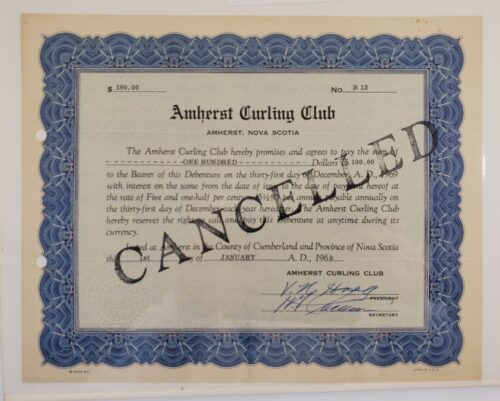 $ 100.00 No. B 13
Amherst Curling Club
AMHERST, NOVA SCOTIA
The Amherst Curling Club hereby promises and agrees to pay the sum of
- - - - - - - - - - - ONE HUNDRED - - - - - - - - - - - Dollars ($ 100.00
to the Bearer of this Debenture on the thirty-first day of December A. D., 1969
with interest on the same from the date of issue to the date of payment hereof at
the rate of Five and one-half per cent (5½%) per annum payable annually on
the thirty-first day of December each year hereafter. The Amherst Curling Club
hereby reserves the right to call and pay this Debenture at anytime during its
currency.
Issued at Amherst in the County of Cumberland and Province of Nova Scotia
the 1st day of JANUARY A. D., 1960
CANCELLED
AMHERST CURLING CLUB
PRESIDENT
SECRETARY